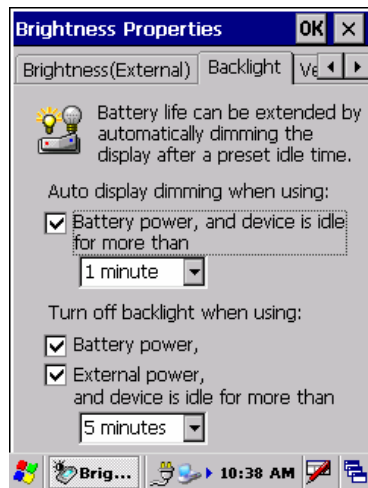 Brightness Properties OK ×
Brightness(External) Backlight Ve
Battery life can be extended by
automatically dimming the
display after a preset idle time.
Auto display dimming when using:
Battery power, and device is idle
for more than
1 minute
Turn off backlight when using:
Battery power,
External power,
and device is idle for more than
5 minutes
Brig... 10:38 AM